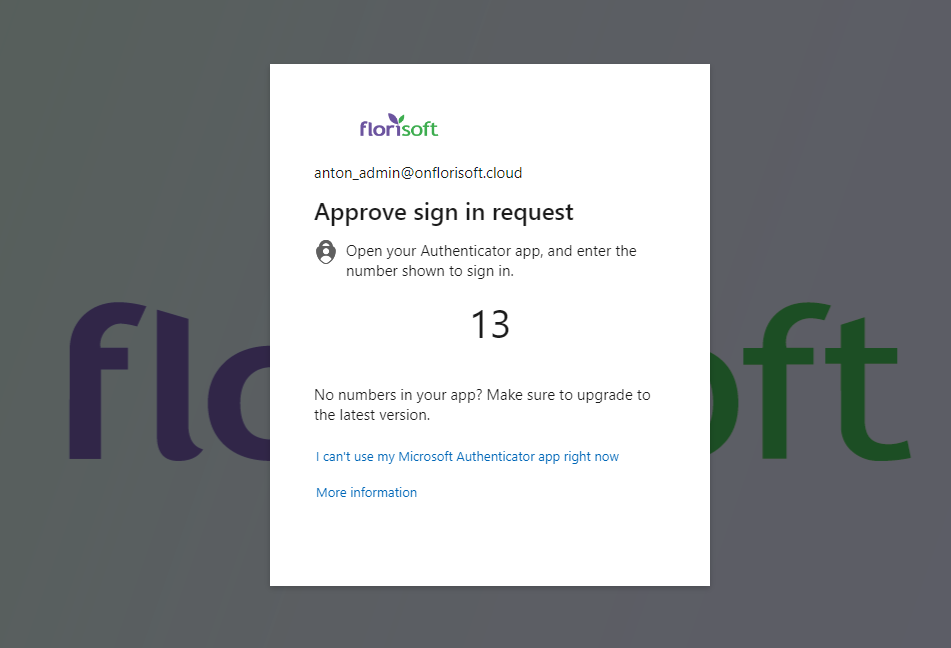 florisoft
anton_admin@onflorisoft.cloud
Approve sign in request
Open your Authenticator app, and enter the
number shown to sign in.
13
No numbers in your app? Make sure to upgrade to
the latest version.
I can't use my Microsoft Authenticator app right now
More information
flo oft